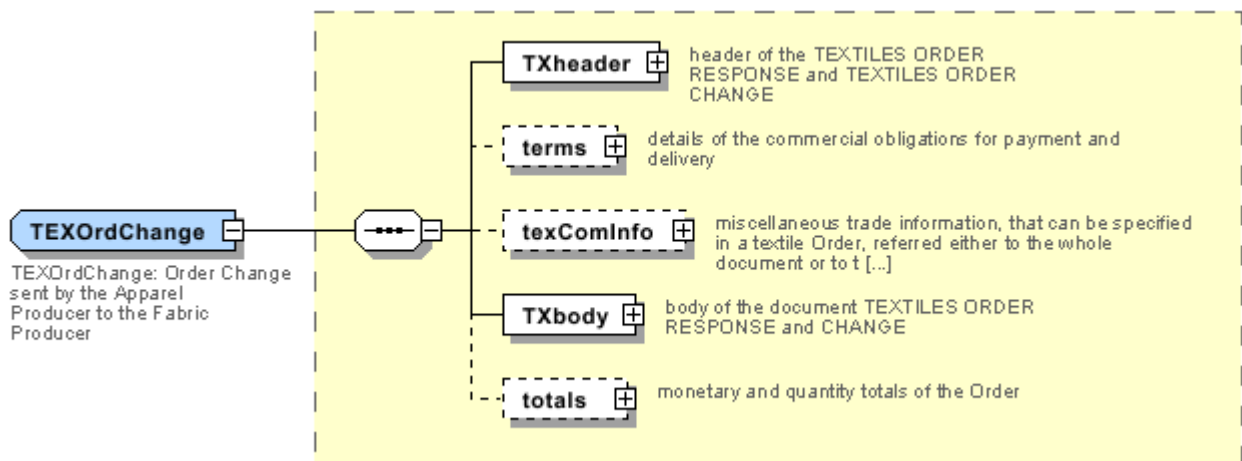 TXheader
header of the TEXTILES ORDER
RESPONSE and TEXTILES ORDER
CHANGE
terms
details of the commercial obligations for payment and
delivery
TEXOrdChange
TEXOrdChange: Order Change
sent by the Apparel
Producer to the Fabric
Producer
texComInfo
miscellaneous trade information, that can be specified
in a textile Order, referred either to the whole
document or to t [...]
TXbody
body of the document TEXTILES ORDER
RESPONSE and CHANGE
totals
monetary and quantity totals of the Order